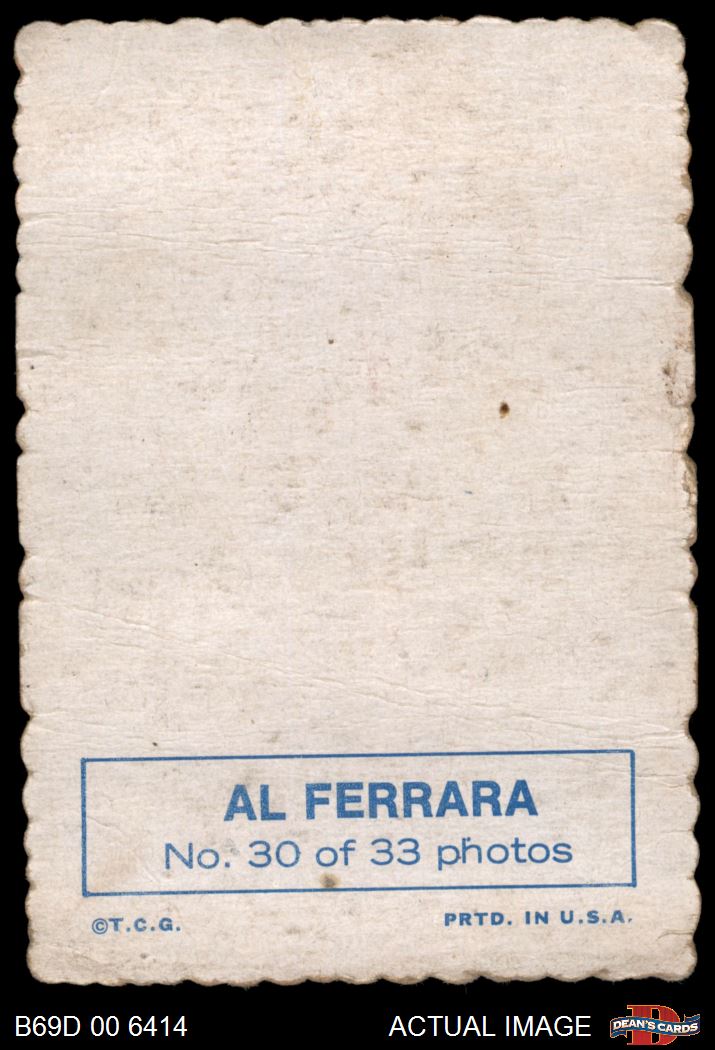 AL FERRARA
No. 30 of 33 photos
©T.C.G. PRTD. IN U.S.A.
B69D 00 6414 ACTUAL IMAGE D DEAN'S CARDS